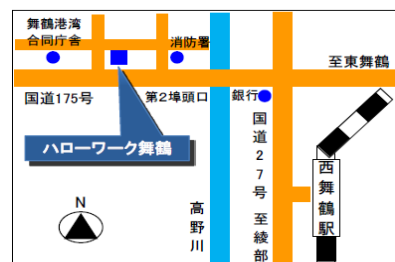 舞鶴港湾
合同庁舎
消防署
至東舞鶴
国道175号
第2埠頭口
銀行
ハローワーク舞鶴
国道27号 至綾部
西舞鶴駅
高野川
N